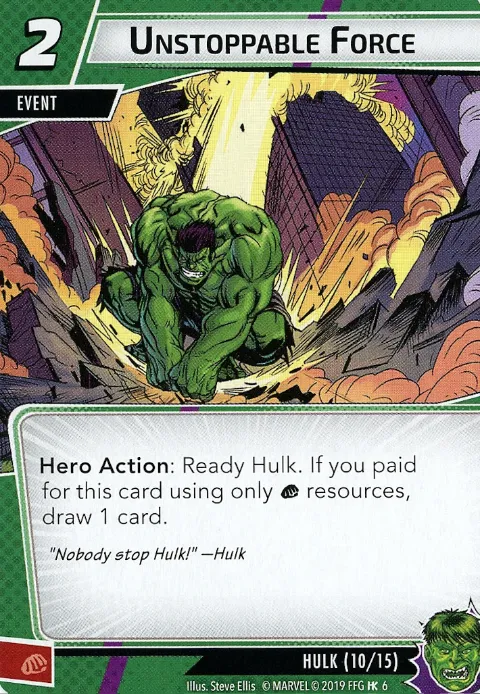 2
UNSTOPPABLE FORCE
EVENT
Hero Action: Ready Hulk. If you paid
for this card using only resources,
draw 1 card.
"Nobody stop Hulk!" —Hulk
HULK (10/15)
Illus. Steve Ellis © MARVEL © 2019 FFG HK 6